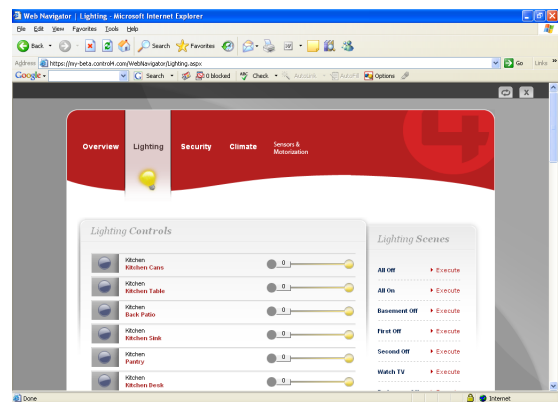 Web Navigator | Lighting - Microsoft Internet Explorer
File Edit View Favorites Tools Help
Back Search Favorites
Address https://my-beta.control4.com/WebNavigator/Lighting.aspx Go Links »
Google Search 0 blocked Check AutoLink AutoFill Options
X
Overview Lighting Security Climate Sensors &
Motorization
4
Lighting Controls
Lighting Scenes
Kitchen
Kitchen Cans
0
All Off Execute
Kitchen
Kitchen Table
0
All On Execute
Kitchen
Back Patio
0
Basement Off Execute
Kitchen
Kitchen Sink
0
First Off Execute
Kitchen
Pantry
0
Second Off Execute
Kitchen
Kitchen Desk
0
Watch TV Execute
Done Internet